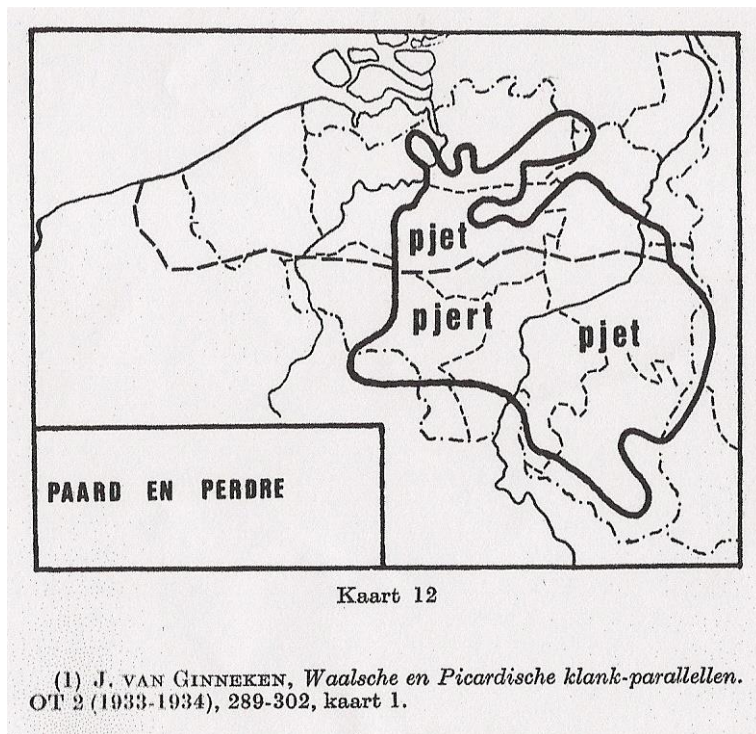 pjet
pjert
pjet
PAARD EN PERDRE
Kaart 12
(1) J. VAN GINNEKEN, Waalsche en Picardische klank-parallellen.
OT 2 (1933-1934), 289-302, kaart 1.